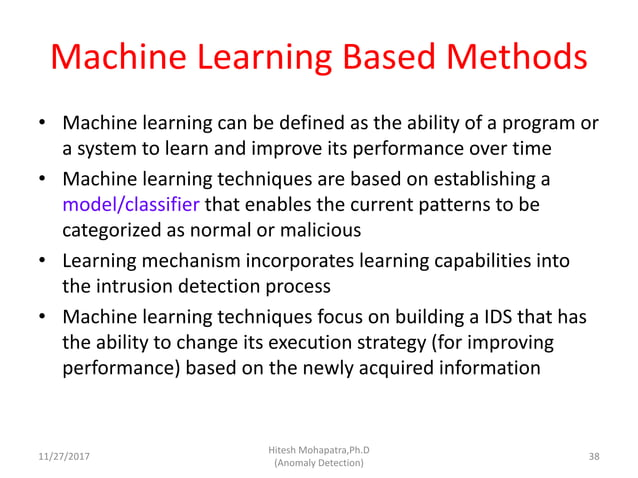 Machine Learning Based Methods
• Machine learning can be defined as the ability of a program or
a system to learn and improve its performance over time
• Machine learning techniques are based on establishing a
model/classifier that enables the current patterns to be
categorized as normal or malicious
• Learning mechanism incorporates learning capabilities into
the intrusion detection process
• Machine learning techniques focus on building a IDS that has
the ability to change its execution strategy (for improving
performance) based on the newly acquired information
11/27/2017
Hitesh Mohapatra,Ph.D
(Anomaly Detection)
38